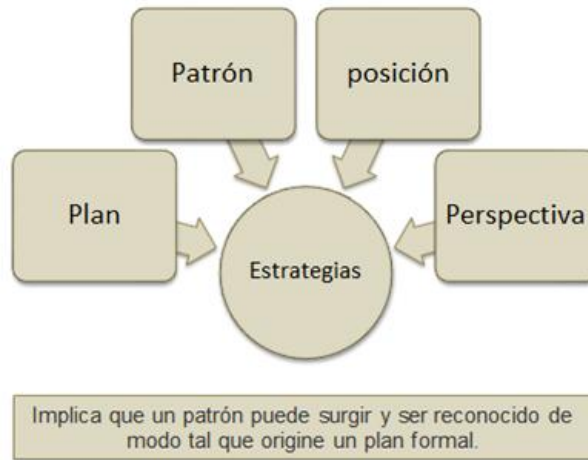 Patrón
posición
Plan
Perspectiva
Estrategias
Implica que un patrón puede surgir y ser reconocido de
modo tal que origine un plan formal.